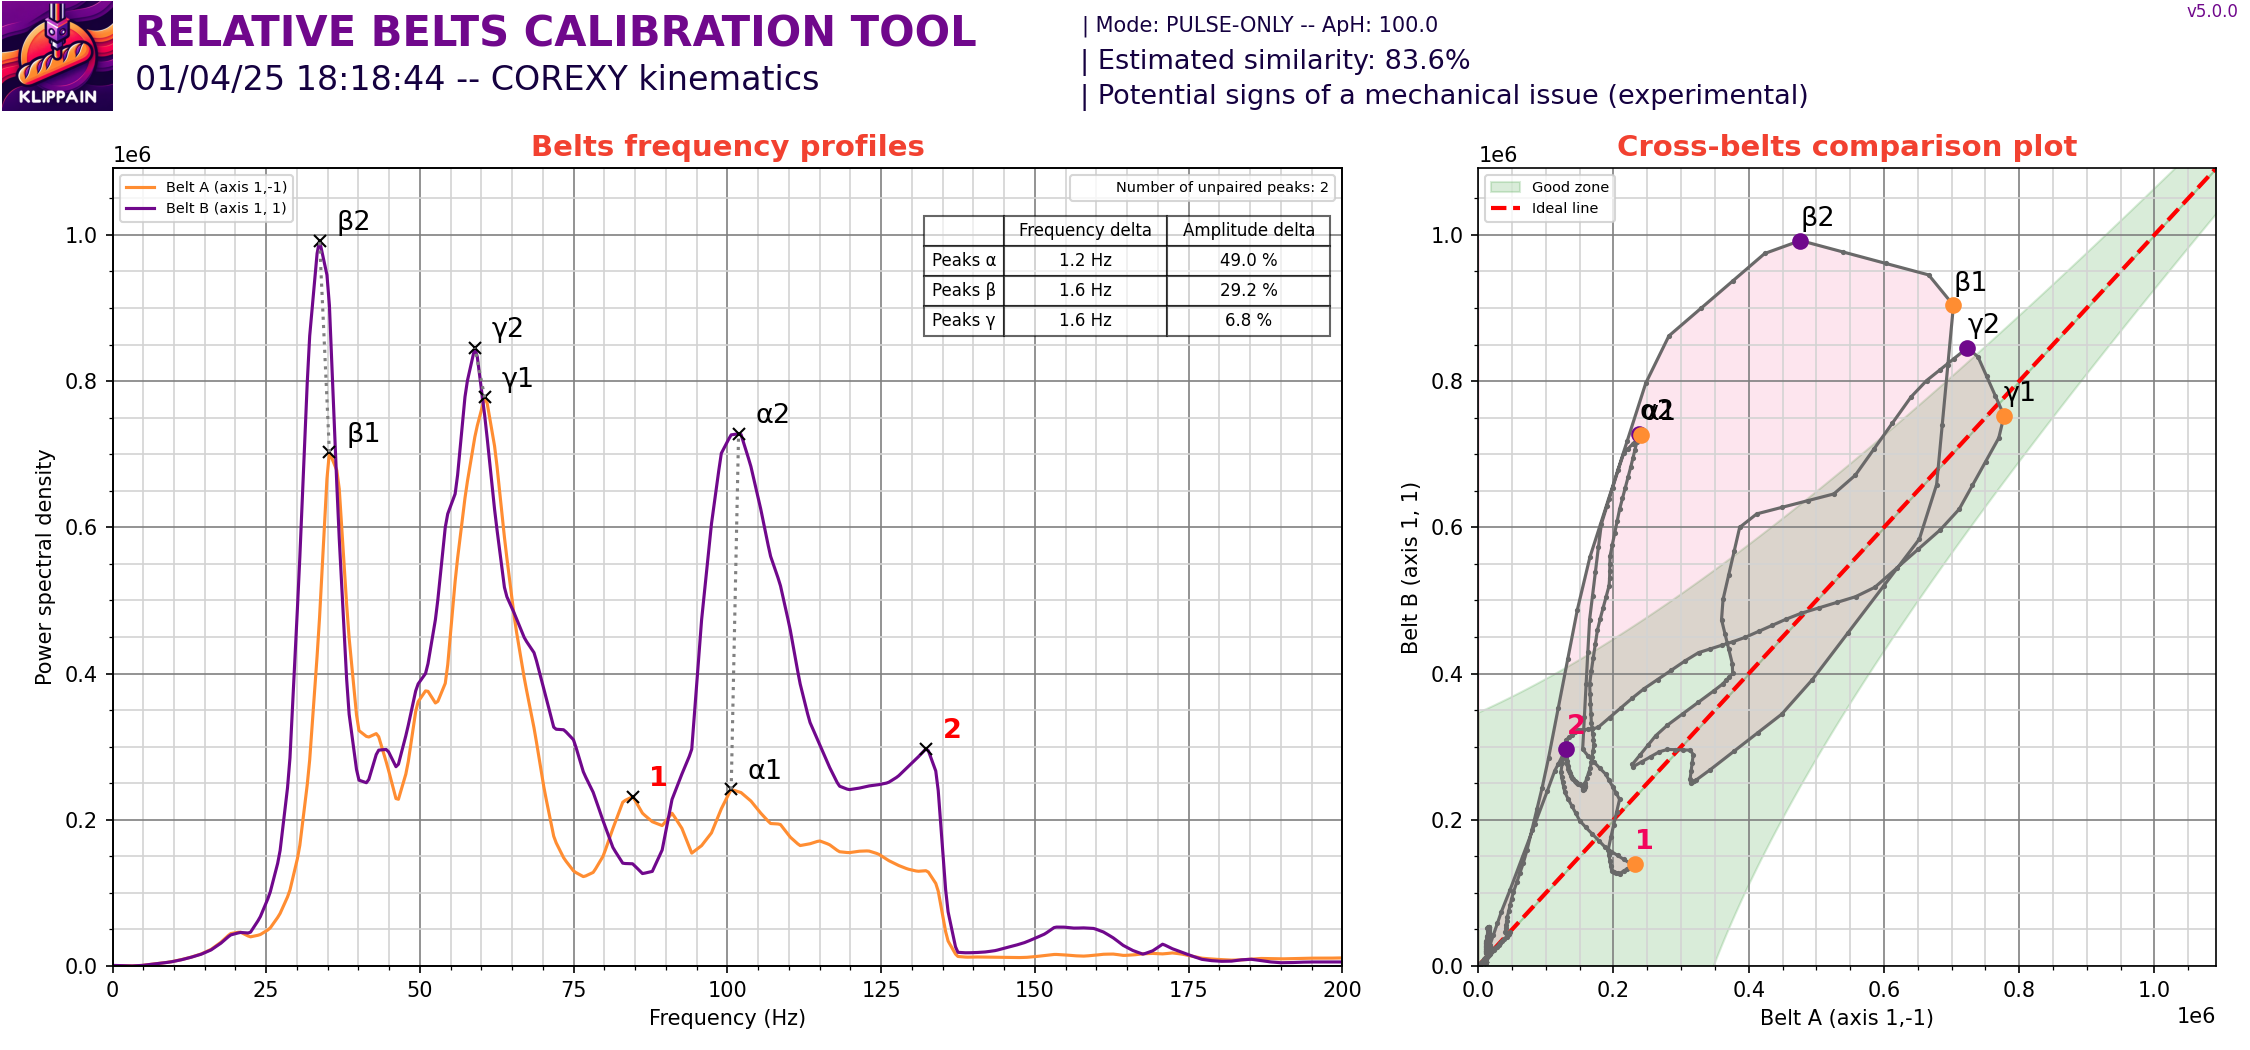 KLIPPAIN
RELATIVE BELTS CALIBRATION TOOL
01/04/25 18:18:44 -- COREXY kinematics
| Mode: PULSE-ONLY -- ApH: 100.0
| Estimated similarity: 83.6%
| Potential signs of a mechanical issue (experimental)
v5.0.0
Belts frequency profiles
1e6
Belt A (axis 1,-1)
Belt B (axis 1, 1)
Number of unpaired peaks: 2
Frequency delta Amplitude delta
Peaks α 1.2 Hz 49.0 %
Peaks β 1.6 Hz 29.2 %
Peaks γ 1.6 Hz 6.8 %
β2
β1
γ2
γ1
α2
α1
1
2
Power spectral density
1.0
0.8
0.6
0.4
0.2
0.0
0 25 50 75 100 125 150 175 200
Frequency (Hz)
Cross-belts comparison plot
1e6
Good zone
Ideal line
β2
β1
γ2
γ1
α2
α1
2
1
Belt B (axis 1, 1)
1.0
0.8
0.6
0.4
0.2
0.0
0.0 0.2 0.4 0.6 0.8 1.0
Belt A (axis 1,-1)
1e6